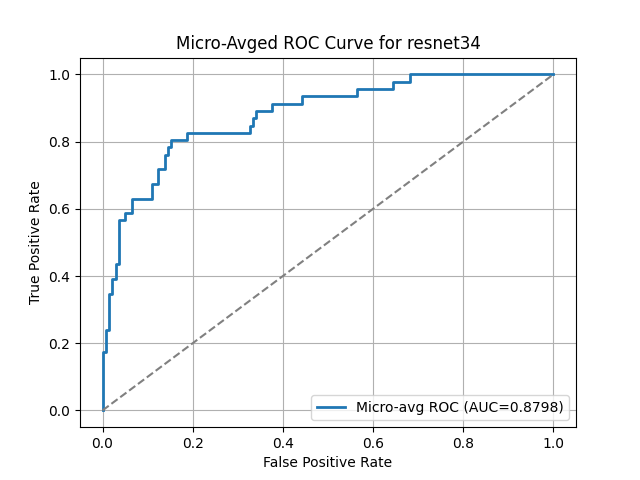 Micro-Avged ROC Curve for resnet34
True Positive Rate
1.0
0.8
0.6
0.4
0.2
0.0
Micro-avg ROC (AUC=0.8798)
0.0 0.2 0.4 0.6 0.8 1.0
False Positive Rate